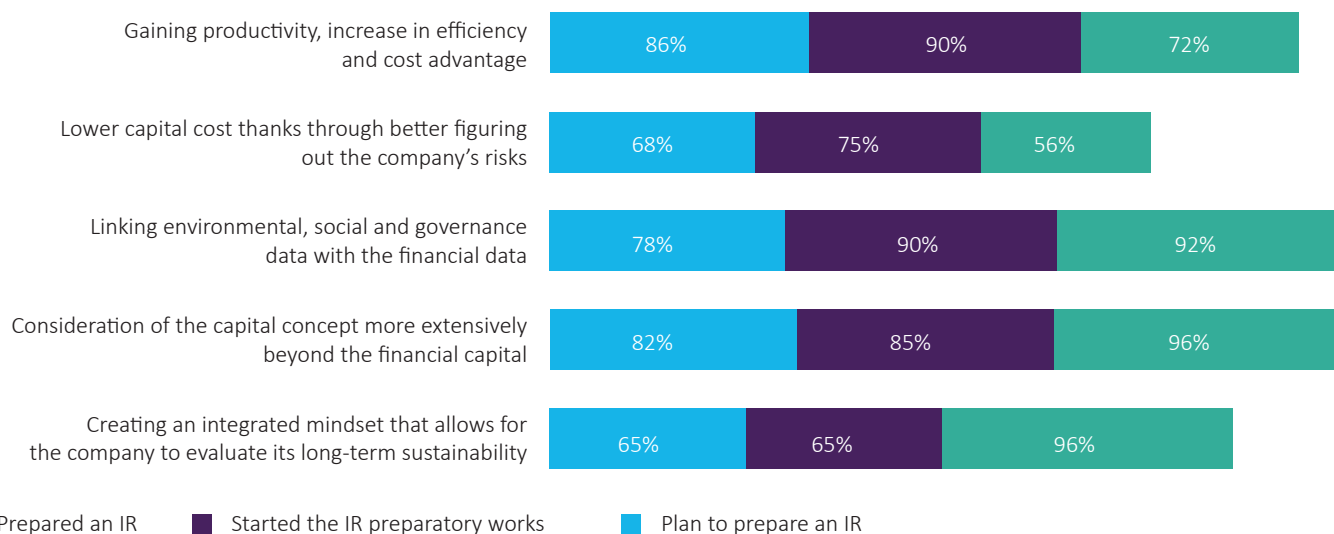 Gaining productivity, increase in efficiency
and cost advantage
86% 90% 72%
Lower capital cost thanks through better figuring
out the company's risks
68% 75% 56%
Linking environmental, social and governance
data with the financial data
78% 90% 92%
Consideration of the capital concept more extensively
beyond the financial capital
82% 85% 96%
Creating an integrated mindset that allows for
the company to evaluate its long-term sustainability
65% 65% 96%
Prepared an IR Started the IR preparatory works Plan to prepare an IR